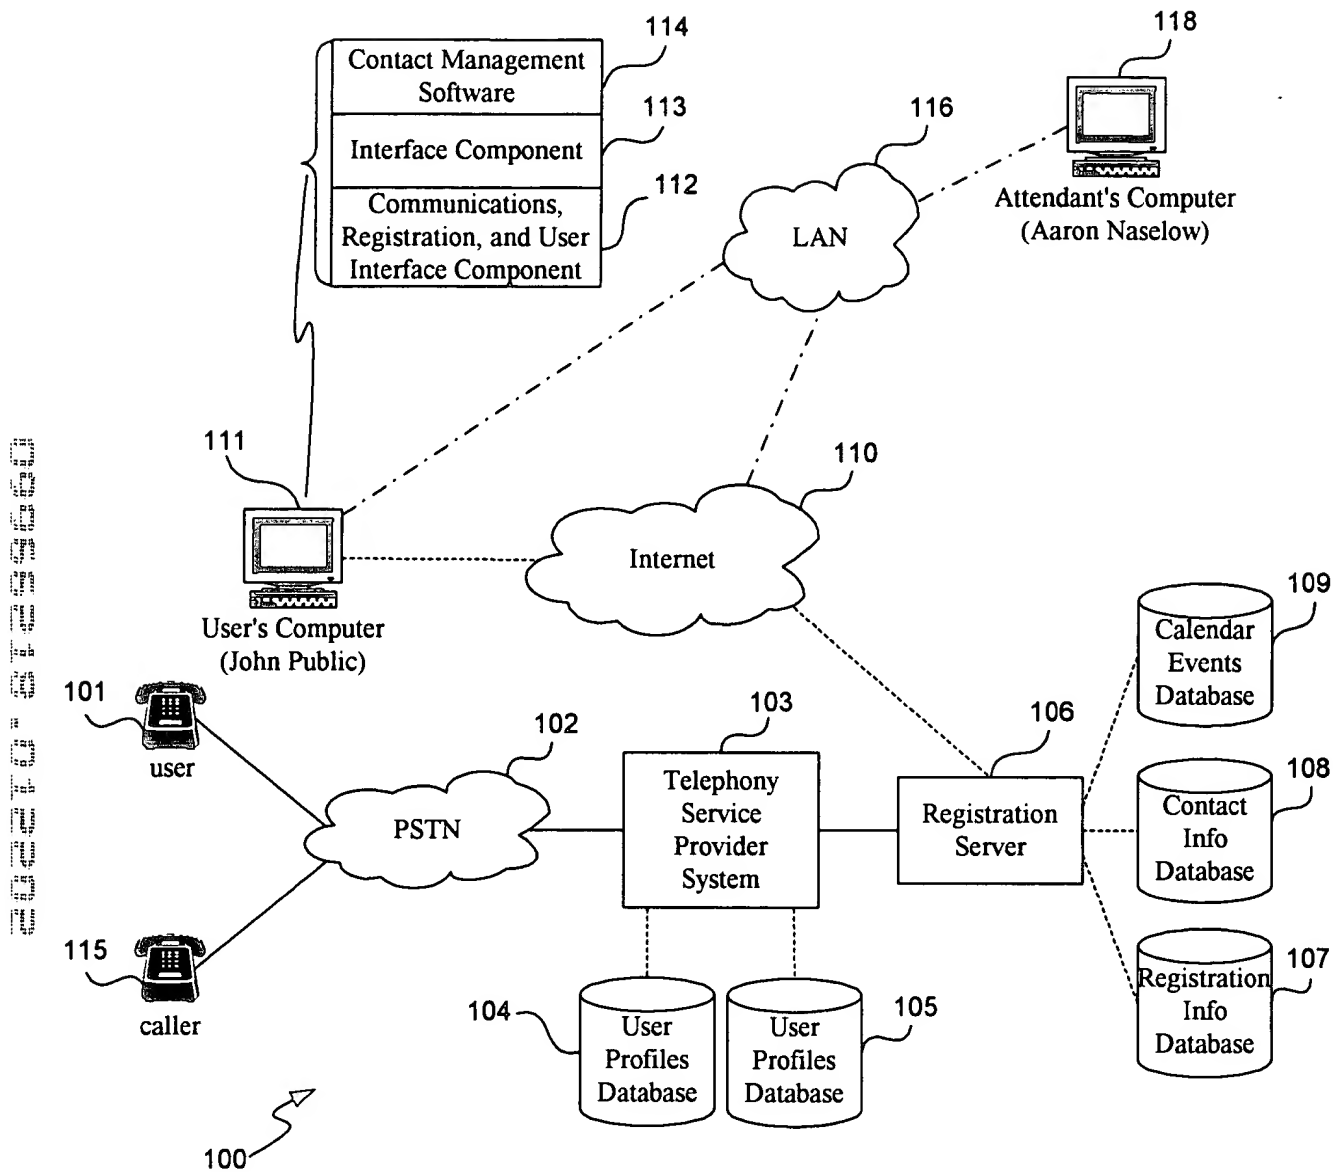 114
Contact Management
Software
113
Interface Component
112
Communications,
Registration, and User
Interface Component
118
Attendant's Computer
(Aaron Naselow)
116
LAN
111
User's Computer
(John Public)
110
Internet
109
Calendar
Events
Database
101
user
102
PSTN
103
Telephony
Service
Provider
System
106
Registration
Server
108
Contact
Info
Database
115
caller
104
User
Profiles
Database
105
User
Profiles
Database
107
Registration
Info
Database
100